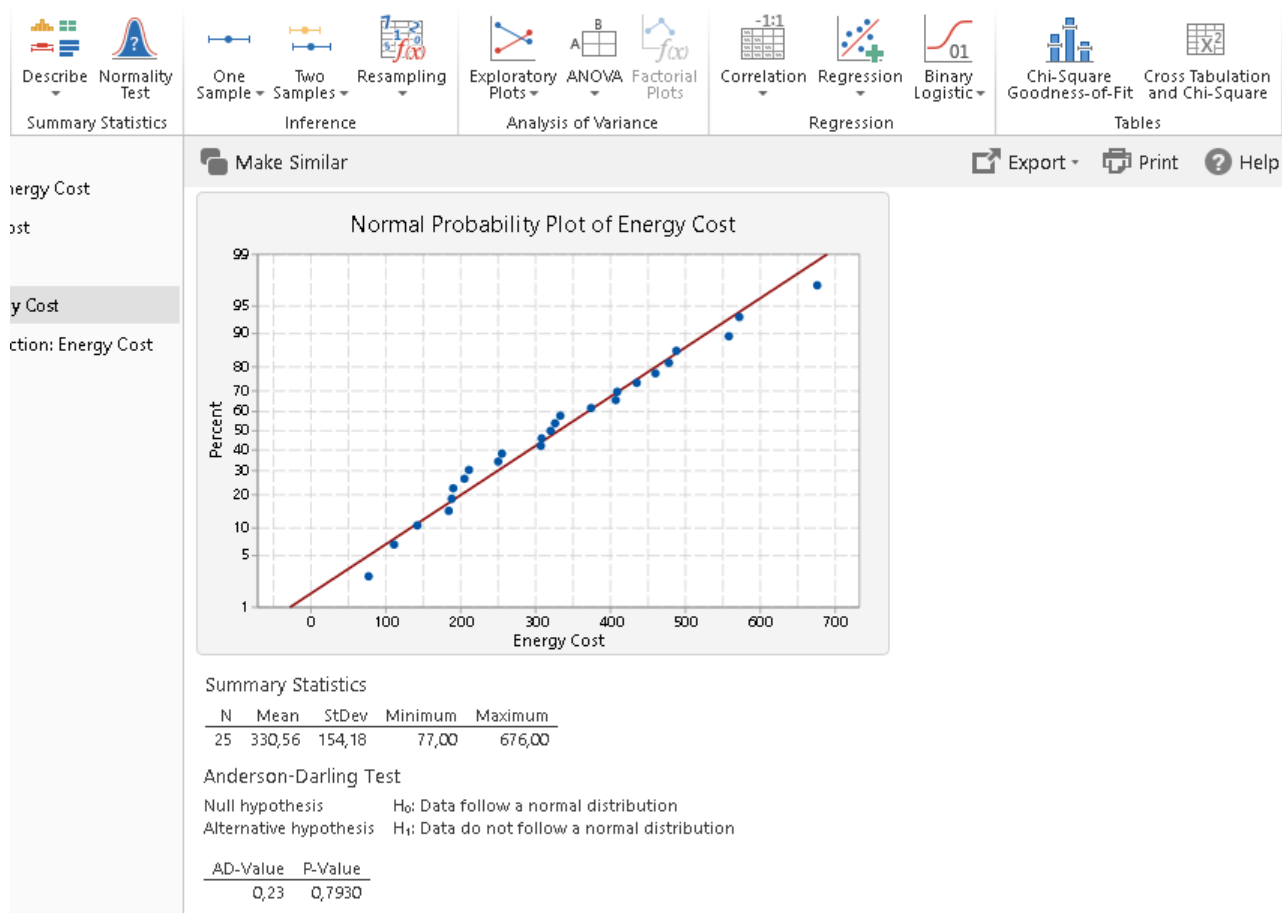 Describe Normality Test
One Sample Two Samples Resampling
Exploratory Plots ANOVA Factorial Plots
Correlation Regression Binary Logistic
Chi-Square Goodness-of-Fit Cross Tabulation and Chi-Square
Summary Statistics Inference Analysis of Variance Regression Tables
Make Similar Export Print Help
Energy Cost
Cost
y Cost
ction: Energy Cost
Normal Probability Plot of Energy Cost
99
95
90
80
70
60
50
40
30
20
10
5
1
Percent
0 100 200 300 400 500 600 700
Energy Cost
Summary Statistics
N Mean StDev Minimum Maximum
25 330,56 154,18 77,00 676,00
Anderson-Darling Test
Null hypothesis H₀: Data follow a normal distribution
Alternative hypothesis H₁: Data do not follow a normal distribution
AD-Value P-Value
0,23 0,7930